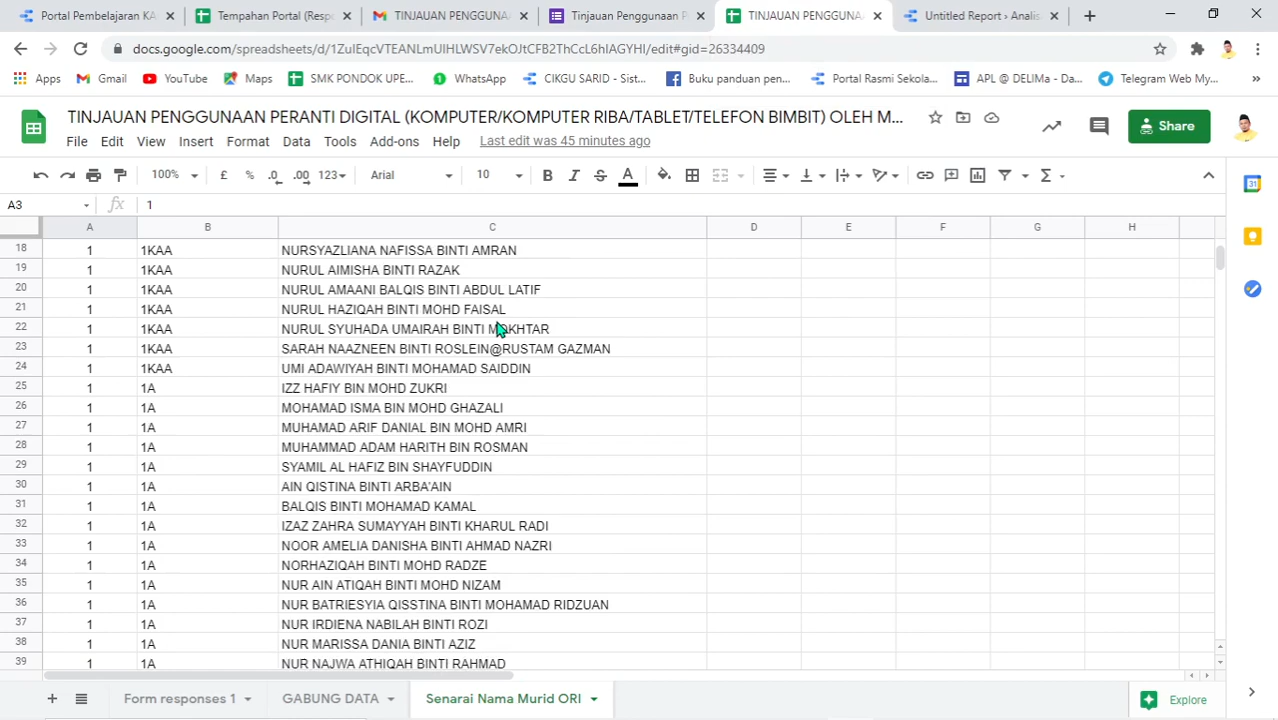 Portal Pembelajaran KA
Tempahan Portal (Respo
TINJAUAN PENGGUNA
Tinjauan Penggunaan P
TINJAUAN PENGGUNA
Untitled Report › Analis
docs.google.com/spreadsheets/d/1ZulEqcVTEANLmUIHLWSV7ekOJtCFB2ThCcL6hlAGYHI/edit#gid=26334409
Apps
Gmail
YouTube
Maps
SMK PONDOK UPE...
WhatsApp
CIKGU SARID - Sist...
Buku panduan pen...
Portal Rasmi Sekola...
APL @ DELIMa - Da...
Telegram Web My...
»
TINJAUAN PENGGUNAAN PERANTI DIGITAL (KOMPUTER/KOMPUTER RIBA/TABLET/TELEFON BIMBIT) OLEH M...
Share
File Edit View Insert Format Data Tools Add-ons Help Last edit was 45 minutes ago
100% £ % .0 .00 123 Arial 10 B I S A Σ
A3 fx 1
A B C D E F G H
18 1 1KAA NURSYAZLIANA NAFISSA BINTI AMRAN
19 1 1KAA NURUL AIMISHA BINTI RAZAK
20 1 1KAA NURUL AMAANI BALQIS BINTI ABDUL LATIF
21 1 1KAA NURUL HAZIQAH BINTI MOHD FAISAL
22 1 1KAA NURUL SYUHADA UMAIRAH BINTI MOKHTAR
23 1 1KAA SARAH NAAZNEEN BINTI ROSLEIN@RUSTAM GAZMAN
24 1 1KAA UMI ADAWIYAH BINTI MOHAMAD SAIDDIN
25 1 1A IZZ HAFIY BIN MOHD ZUKRI
26 1 1A MOHAMAD ISMA BIN MOHD GHAZALI
27 1 1A MUHAMAD ARIF DANIAL BIN MOHD AMRI
28 1 1A MUHAMMAD ADAM HARITH BIN ROSMAN
29 1 1A SYAMIL AL HAFIZ BIN SHAYFUDDIN
30 1 1A AIN QISTINA BINTI ARBA'AIN
31 1 1A BALQIS BINTI MOHAMAD KAMAL
32 1 1A IZAZ ZAHRA SUMAYYAH BINTI KHARUL RADI
33 1 1A NOOR AMELIA DANISHA BINTI AHMAD NAZRI
34 1 1A NORHAZIQAH BINTI MOHD RADZE
35 1 1A NUR AIN ATIQAH BINTI MOHD NIZAM
36 1 1A NUR BATRIESYIA QISSTINA BINTI MOHAMAD RIDZUAN
37 1 1A NUR IRDIENA NABILAH BINTI ROZI
38 1 1A NUR MARISSA DANIA BINTI AZIZ
39 1 1A NUR NAJWA ATHIQAH BINTI RAHMAD
Form responses 1
GABUNG DATA
Senarai Nama Murid ORI
Explore